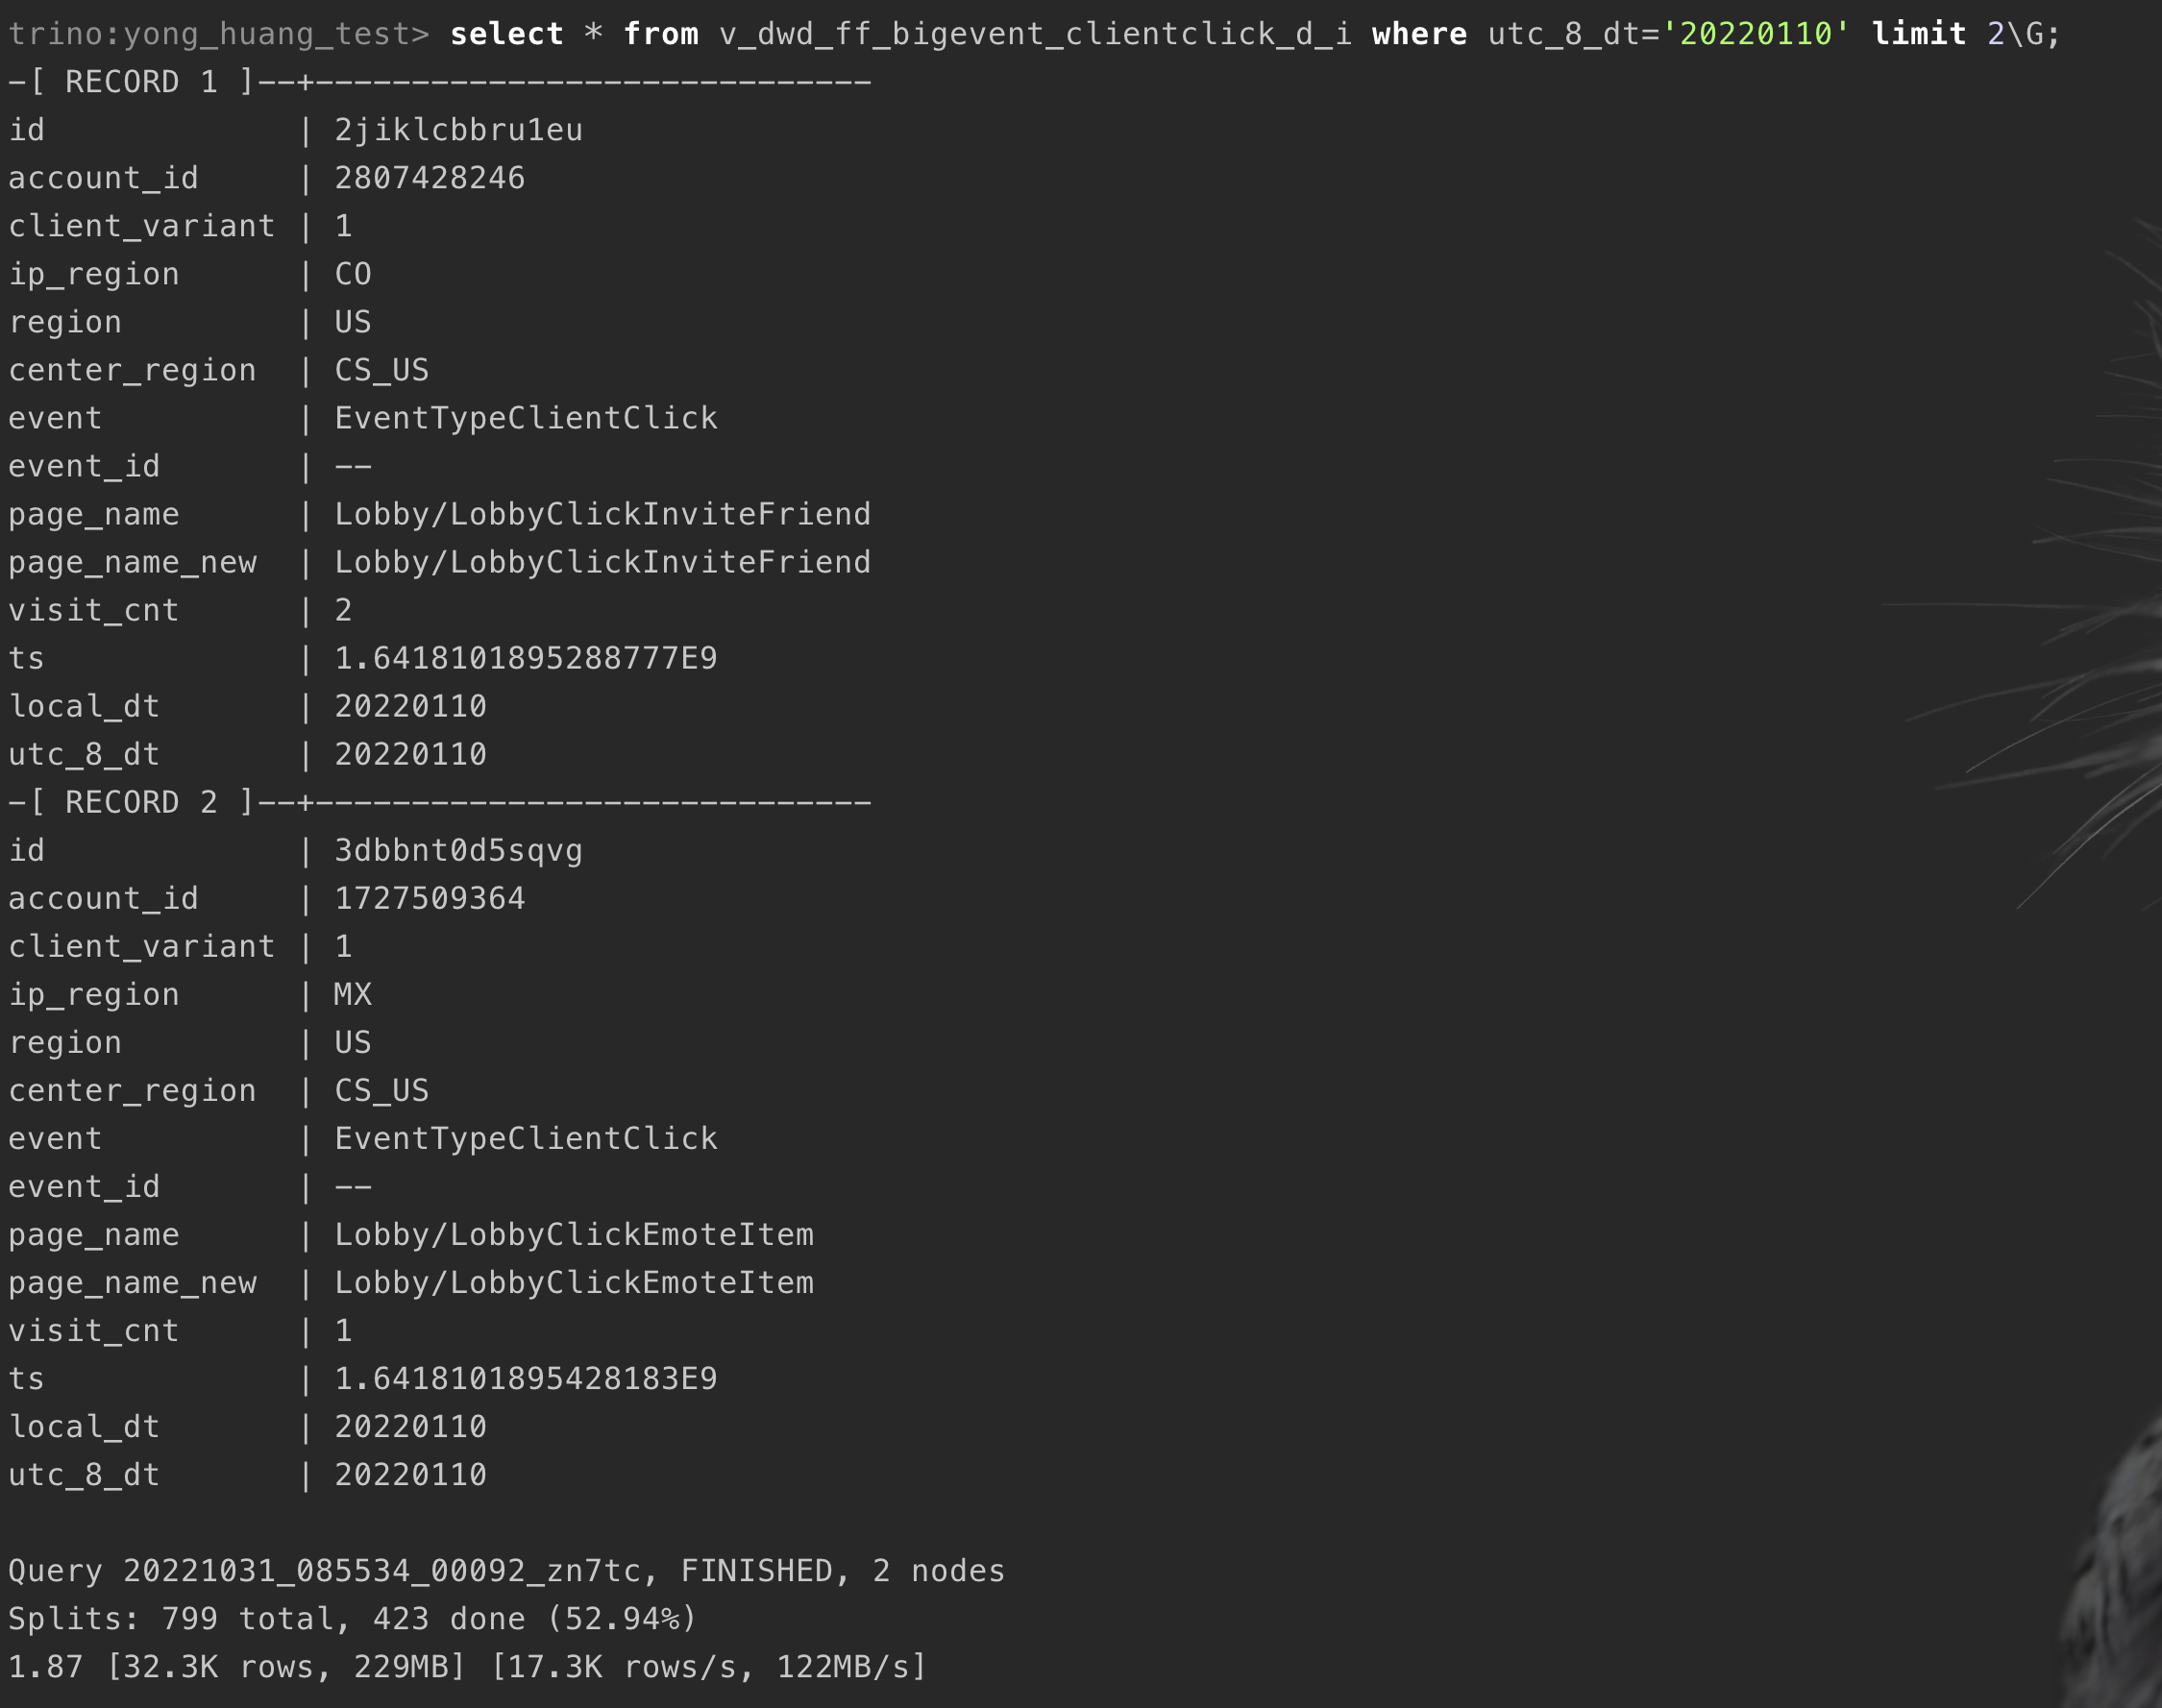 trino:yong_huang_test> select * from v_dwd_ff_bigevent_clientclick_d_i where utc_8_dt='20220110' limit 2\G;
-[ RECORD 1 ]--+-----------------------------
id             | 2jiklcbbru1eu
account_id     | 2807428246
client_variant | 1
ip_region      | CO
region         | US
center_region  | CS_US
event          | EventTypeClientClick
event_id       | --
page_name      | Lobby/LobbyClickInviteFriend
page_name_new  | Lobby/LobbyClickInviteFriend
visit_cnt      | 2
ts             | 1.6418101895288777E9
local_dt       | 20220110
utc_8_dt       | 20220110
-[ RECORD 2 ]--+-----------------------------
id             | 3dbbnt0d5sqvg
account_id     | 1727509364
client_variant | 1
ip_region      | MX
region         | US
center_region  | CS_US
event          | EventTypeClientClick
event_id       | --
page_name      | Lobby/LobbyClickEmoteItem
page_name_new  | Lobby/LobbyClickEmoteItem
visit_cnt      | 1
ts             | 1.6418101895428183E9
local_dt       | 20220110
utc_8_dt       | 20220110
Query 20221031_085534_00092_zn7tc, FINISHED, 2 nodes
Splits: 799 total, 423 done (52.94%)
1.87 [32.3K rows, 229MB] [17.3K rows/s, 122MB/s]